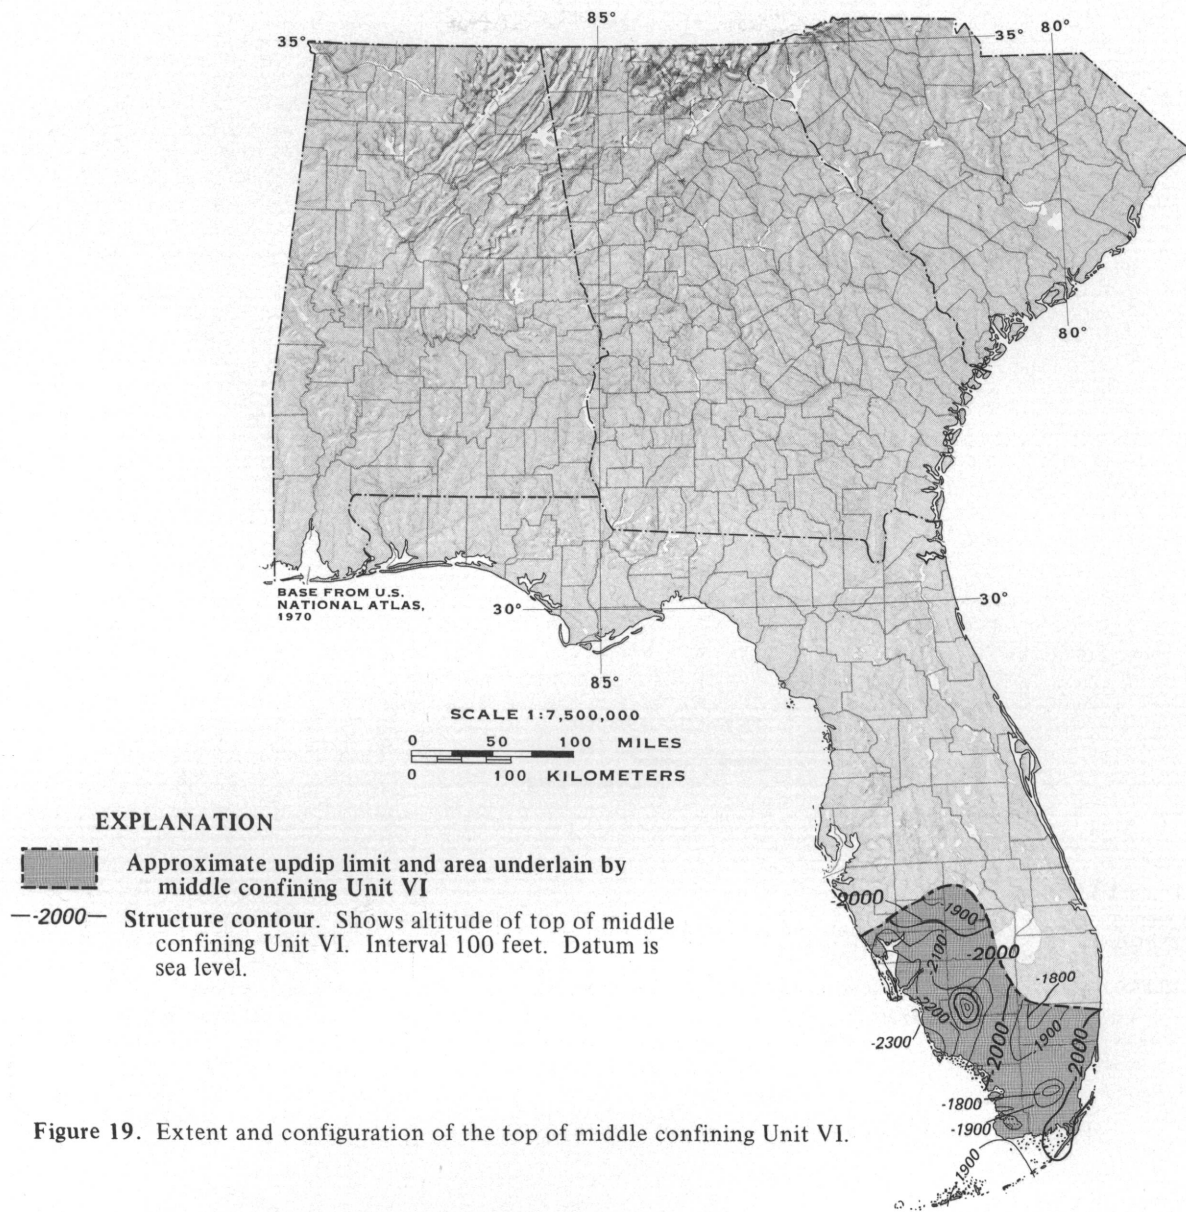 85°
35°
35°
80°
80°
BASE FROM U.S.
NATIONAL ATLAS,
1970
30°
30°
85°
SCALE 1:7,500,000
0 50 100 MILES
0 100 KILOMETERS
EXPLANATION
Approximate updip limit and area underlain by
middle confining Unit VI
-2000 Structure contour. Shows altitude of top of middle
confining Unit VI. Interval 100 feet. Datum is
sea level.
-2000
-1900
-2100
-2000
-1800
-2200
-2300
-2000
-1900
-2000
-1800
-1900
1900
Figure 19. Extent and configuration of the top of middle confining Unit VI.